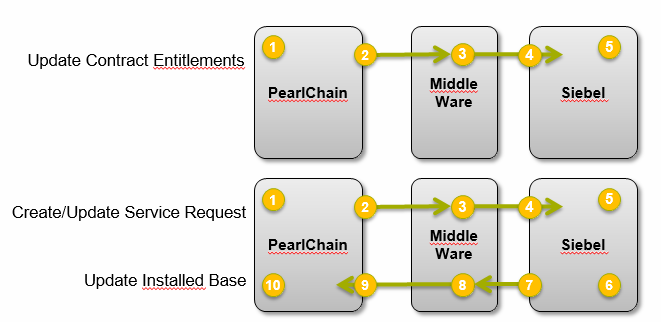 1
2
3
4
5
Update Contract Entitlements
PearlChain
Middle
Ware
Siebel
1
2
3
4
5
Create/Update Service Request
PearlChain
Middle
Ware
Siebel
Update Installed Base
10
9
8
7
6